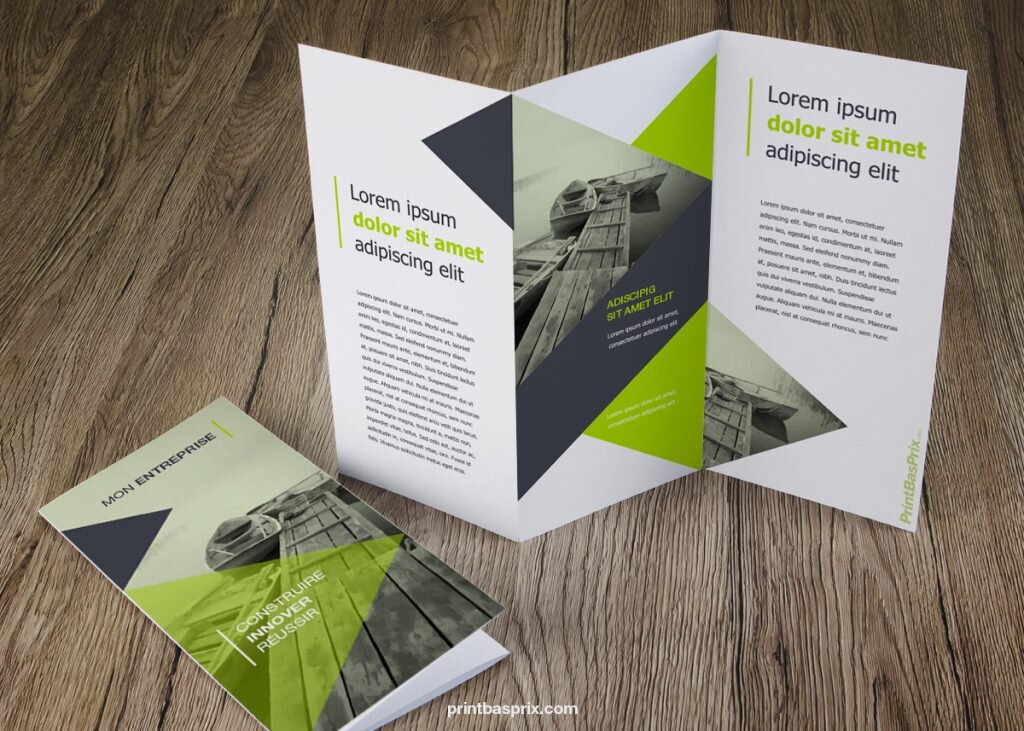 Lorem ipsum
dolor sit amet
adipiscing elit
Lorem ipsum dolor sit amet, consectetuer
adipiscing elit. Nam cursus. Morbi ut mi. Nullam
enim leo, egestas id, condimentum at, laoreet
mattis, massa. Sed eleifend nonummy diam.
Praesent mauris ante, elementum et, bibendum
at, posuere sit amet, nibh. Duis tincidunt lectus
quis dui viverra vestibulum. Suspendisse
vulputate aliquam dui. Nulla elementum dui ut
augue. Aliquam vehicula mi at mauris. Maecenas
placerat, nisl at consequat rhoncus, sem nunc
gravida justo, quis eleifend arcu velit quis lacus.
Morbi magna magna, tincidunt a, mattis non,
imperdiet vitae, tellus. Sed odio est, auctor ac,
sollicitudin in, consequat vitae, orci. Fusce id
felis. Vivamus sollicitudin metus eget eros.
ADISCIPIG
SIT AMET ELIT
Lorem ipsum dolor sit amet,
consectetuer adipiscing elit
Lorem ipsum dolor sit amet,
consectetuer adipiscing elit
Lorem ipsum
dolor sit amet
adipiscing elit
Lorem ipsum dolor sit amet, consectetuer
adipiscing elit. Nam cursus. Morbi ut mi. Nullam
enim leo, egestas id, condimentum at, laoreet
mattis, massa. Sed eleifend nonummy diam.
Praesent mauris ante, elementum et, bibendum
at, posuere sit amet, nibh. Duis tincidunt lectus
quis dui viverra vestibulum. Suspendisse
vulputate aliquam dui. Nulla elementum dui ut
augue. Aliquam vehicula mi at mauris. Maecenas
placerat, nisl at consequat rhoncus, sem nunc
PrintBasPrix
MON ENTREPRISE
CONSTRUIRE
INNOVER
RÉUSSIR
printbasprix.com